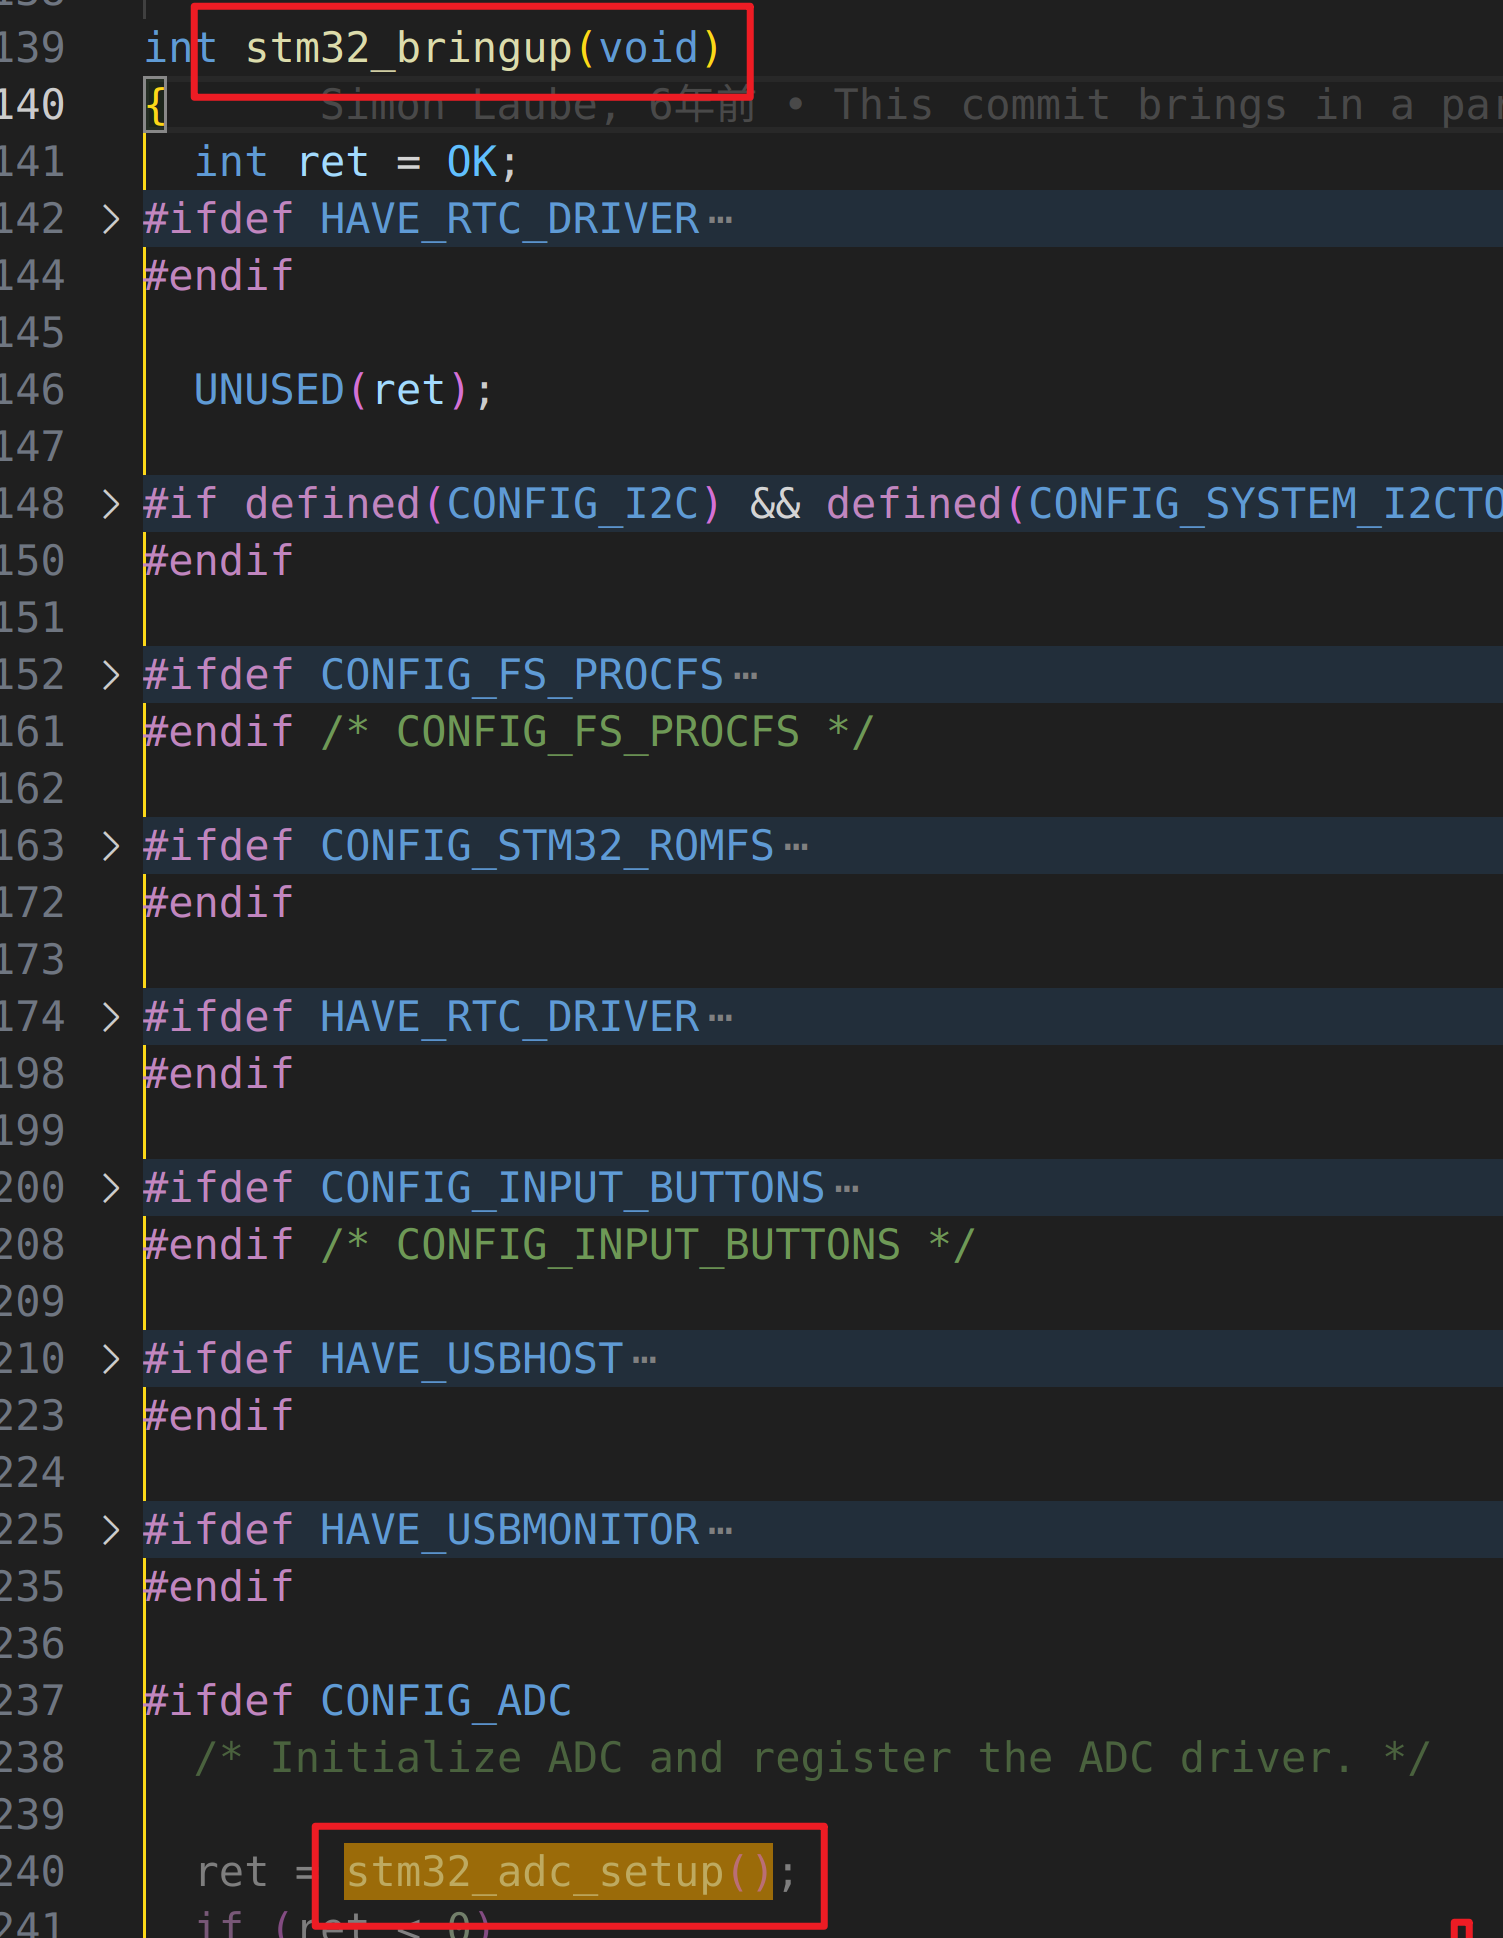 139 int stm32_bringup(void)
140 { Simon Laube, 6年前 • This commit brings in a
141 int ret = OK;
142 > #ifdef HAVE_RTC_DRIVER ⋯
144 #endif
145
146 UNUSED(ret);
147
148 > #if defined(CONFIG_I2C) && defined(CONFIG_SYSTEM_I2CTO
150 #endif
151
152 > #ifdef CONFIG_FS_PROCFS ⋯
161 #endif /* CONFIG_FS_PROCFS */
162
163 > #ifdef CONFIG_STM32_ROMFS ⋯
172 #endif
173
174 > #ifdef HAVE_RTC_DRIVER ⋯
198 #endif
199
200 > #ifdef CONFIG_INPUT_BUTTONS ⋯
208 #endif /* CONFIG_INPUT_BUTTONS */
209
210 > #ifdef HAVE_USBHOST ⋯
223 #endif
224
225 > #ifdef HAVE_USBMONITOR ⋯
235 #endif
236
237 #ifdef CONFIG_ADC
238 /* Initialize ADC and register the ADC driver. */
239
240 ret = stm32_adc_setup();
241 if (ret < 0)